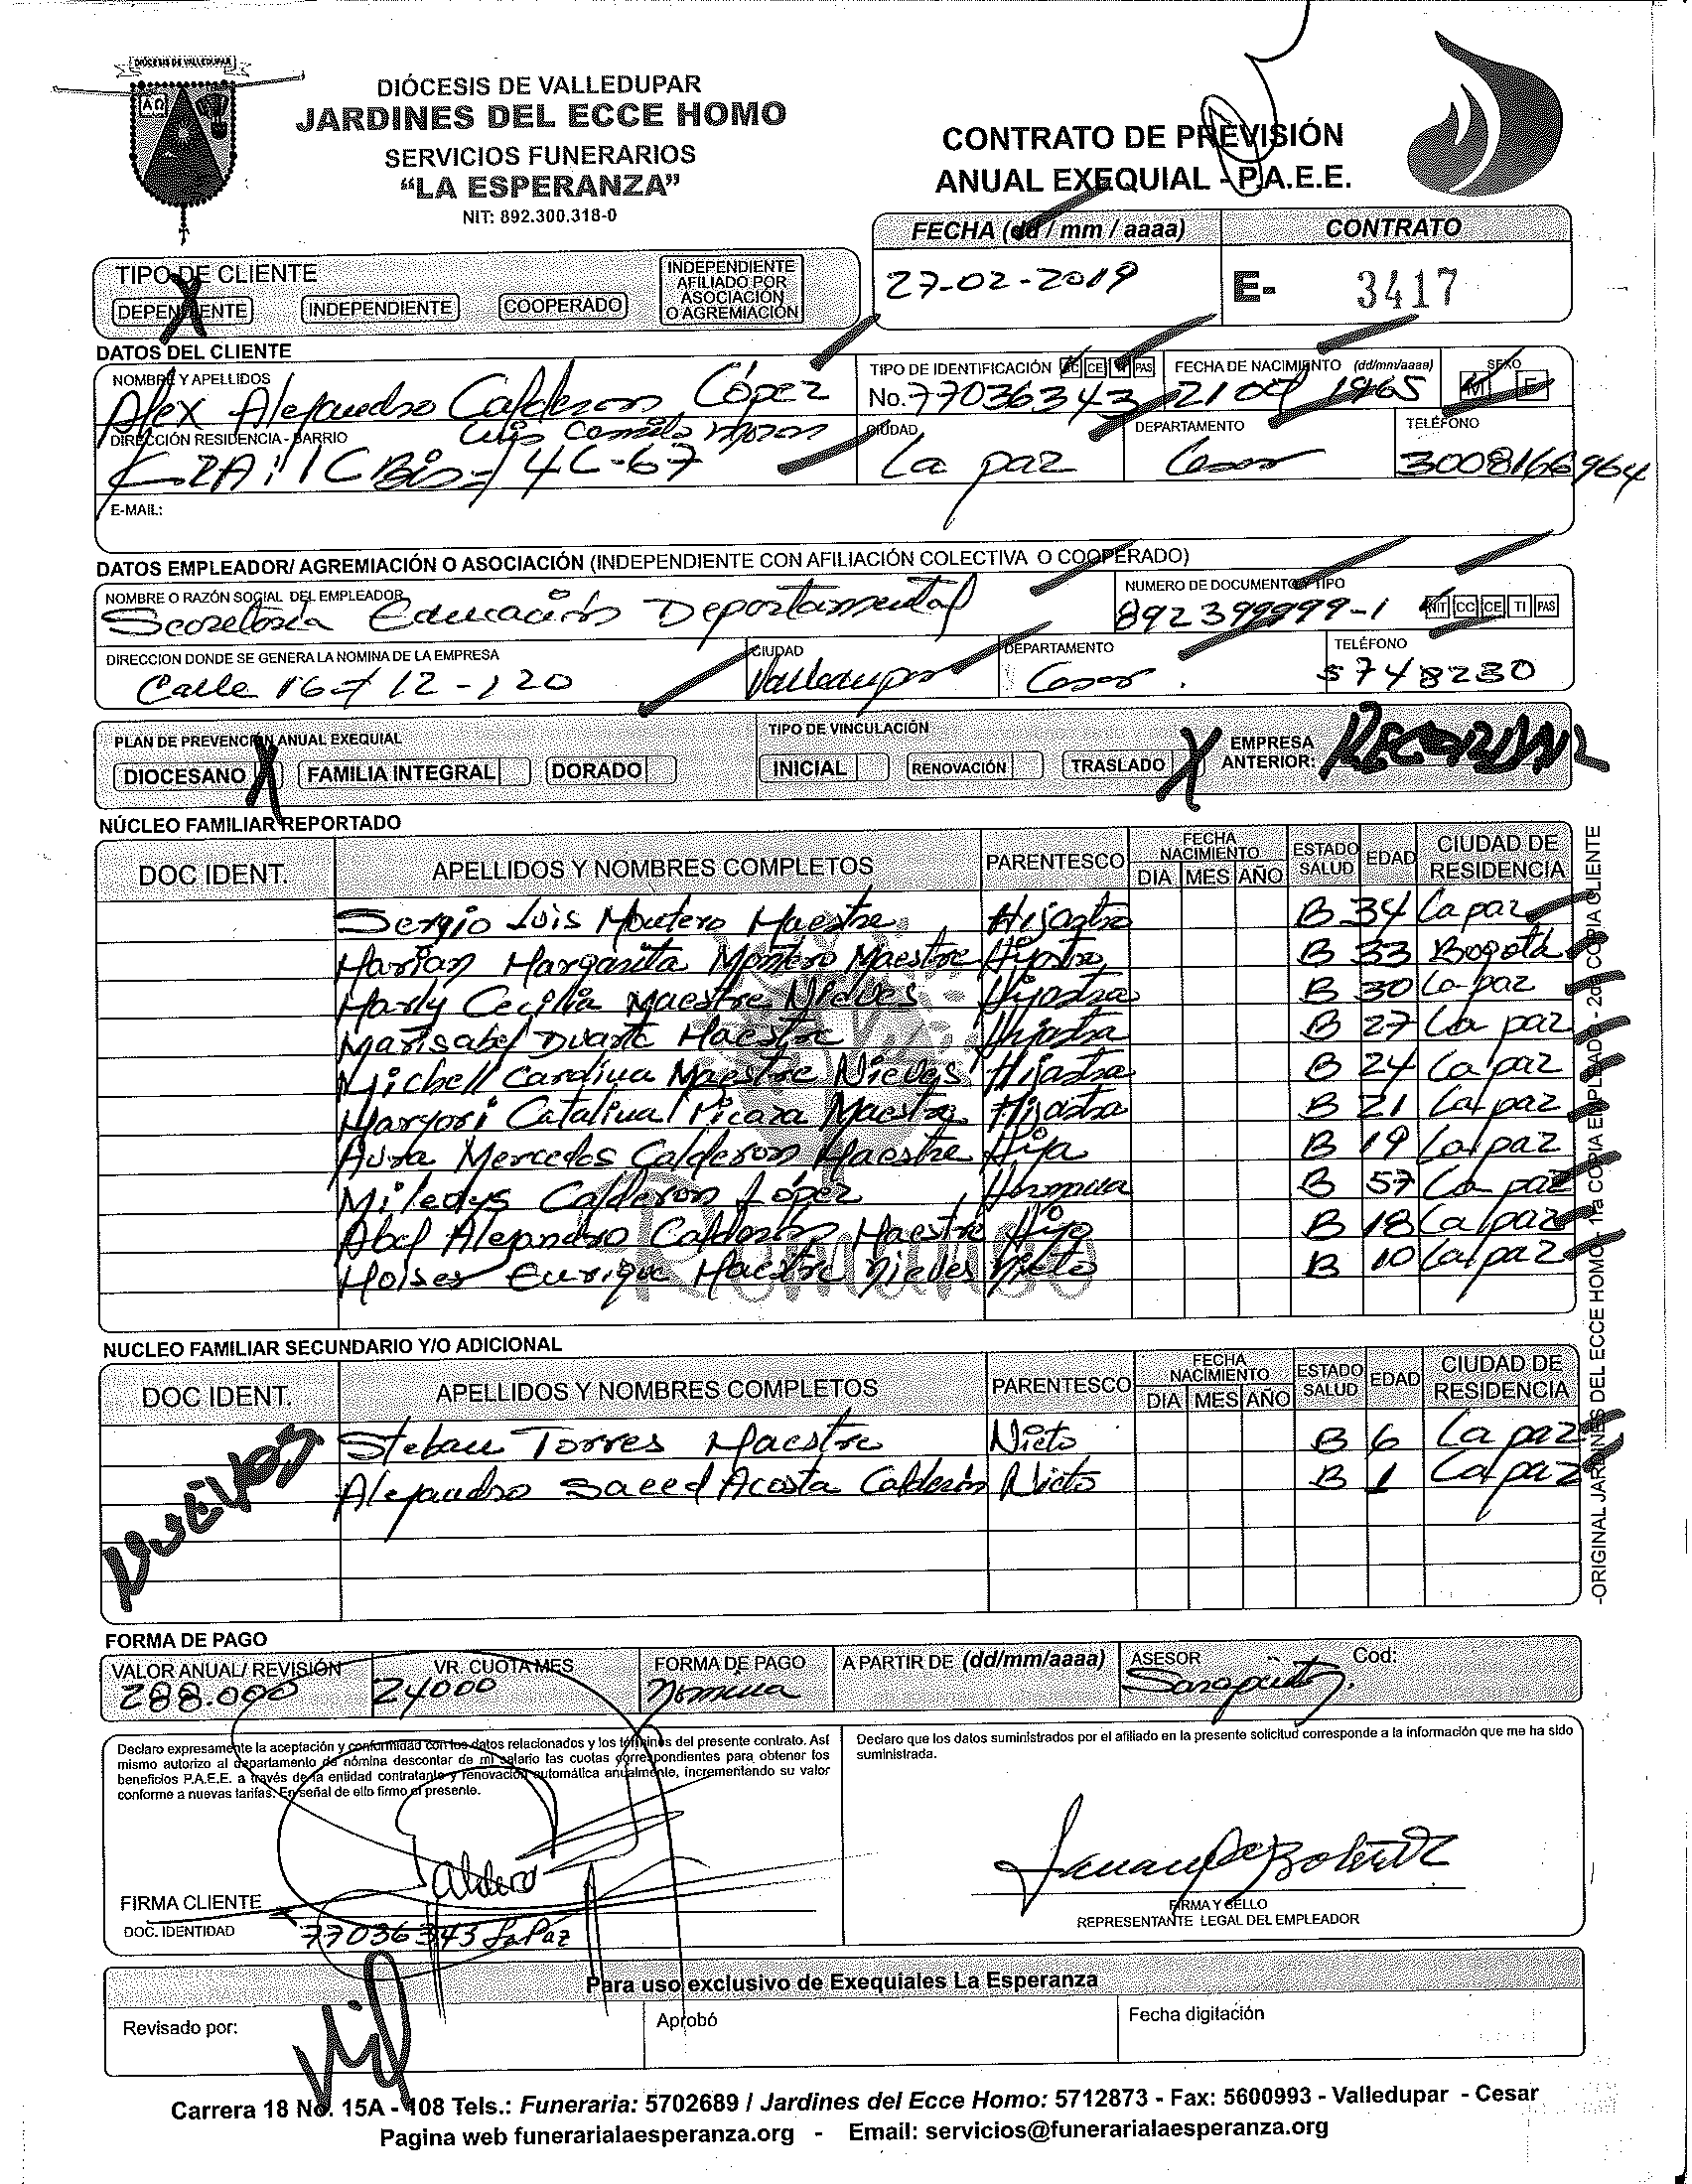 DIÓCESIS DE VALLEDUPAR
DIÓCESIS DE VALLEDUPAR
JARDINES DEL ECCE HOMO
SERVICIOS FUNERARIOS
“LA ESPERANZA”
NIT: 892.300.318-0
CONTRATO DE PREVISIÓN
ANUAL EXEQUIAL - P.A.E.E.
FECHA (dd / mm / aaaa) CONTRATO
27-02-2019 E- 3417
TIPO DE CLIENTE
DEPENDIENTE INDEPENDIENTE COOPERADO INDEPENDIENTE AFILIADO POR ASOCIACIÓN O AGREMIACIÓN
DATOS DEL CLIENTE
NOMBRE Y APELLIDOS TIPO DE IDENTIFICACIÓN CC CE TI PAS FECHA DE NACIMIENTO (dd/mm/aaaa) SEXO M F
Alex Alejandro Calderon López No. 77036343 21 07 1965
DIRECCIÓN RESIDENCIA - BARRIO CIUDAD DEPARTAMENTO TELÉFONO
Luis Camilo
4C-67 La paz Cesar 3008166964
E-MAIL:
DATOS EMPLEADOR/ AGREMIACIÓN O ASOCIACIÓN (INDEPENDIENTE CON AFILIACIÓN COLECTIVA O COOPERADO)
NOMBRE O RAZÓN SOCIAL DEL EMPLEADOR NUMERO DE DOCUMENTO Y TIPO
Secretaria Educación Departamental 892399999-1 NIT CC CE TI PAS
DIRECCION DONDE SE GENERA LA NOMINA DE LA EMPRESA CIUDAD DEPARTAMENTO TELÉFONO
Calle 16 # 12-120 Valledupar Cesar. 5748230
PLAN DE PREVENCIÓN ANUAL EXEQUIAL TIPO DE VINCULACIÓN
DIOCESANO X FAMILIA INTEGRAL DORADO INICIAL RENOVACIÓN TRASLADO X EMPRESA ANTERIOR:
NÚCLEO FAMILIAR REPORTADO
DOC IDENT. APELLIDOS Y NOMBRES COMPLETOS PARENTESCO FECHA NACIMIENTO DIA MES AÑO ESTADO SALUD EDAD CIUDAD DE RESIDENCIA
Sergio Luis Montero Maestre Hijastro B 34 La paz
Marian Margarita Montero Maestre Hijastra B 33 Bogotá
Marly Cecilia Maestre Nieves Hijastra B 30 La paz
Marisabel Duarte Maestre Hijastra B 27 La paz
Michell Carolina Maestre Nieves Hijastra B 24 La paz
Maryori Catalina Picaza Maestre Hijastra B 21 La paz
Aura Mercedes Calderon Maestre Hija B 19 La paz
Miledys Calderon López Hermana B 57 La paz
Abel Alejandro Calderón Maestre Hijo B 18 La paz
Moises Enrique Maestre Nieves Nieto B 10 La paz
NUCLEO FAMILIAR SECUNDARIO Y/O ADICIONAL
DOC IDENT. APELLIDOS Y NOMBRES COMPLETOS PARENTESCO FECHA NACIMIENTO DIA MES AÑO ESTADO SALUD EDAD CIUDAD DE RESIDENCIA
NUEVOS
Steban Torres Maestre Nieto B 6 La paz
Alejandro Saeed Acosta Calderón Nieto B 1 La paz
-ORIGINAL JARDINES DEL ECCE HOMO - 1ra COPIA EMPLEADO - 2da COPIA CLIENTE
FORMA DE PAGO
VALOR ANUAL/ REVISIÓN VR. CUOTA MES FORMA DE PAGO A PARTIR DE (dd/mm/aaaa) ASESOR Cod:
288.000 24000 Nomina
Declaro expresamente la aceptación y conformidad con los datos relacionados y los términos del presente contrato. Así
mismo autorizo al departamento de nómina descontar de mi salario las cuotas correspondientes para obtener los
beneficios P.A.E.E. a través de la entidad contratante y renovación automática anualmente, incrementando su valor
conforme a nuevas tarifas. En señal de ello firmo el presente.
Declaro que los datos suministrados por el afiliado en la presente solicitud corresponde a la información que me ha sido
suministrada.
FIRMA CLIENTE
DOC. IDENTIDAD 77036343 La Paz
FIRMA Y SELLO
REPRESENTANTE LEGAL DEL EMPLEADOR
Para uso exclusivo de Exequiales La Esperanza
Revisado por: Aprobó Fecha digitación
Carrera 18 No. 15A - 108 Tels.: Funeraria: 5702689 / Jardines del Ecce Homo: 5712873 - Fax: 5600993 - Valledupar - Cesar
Pagina web funerarialaesperanza.org - Email: servicios@funerarialaesperanza.org